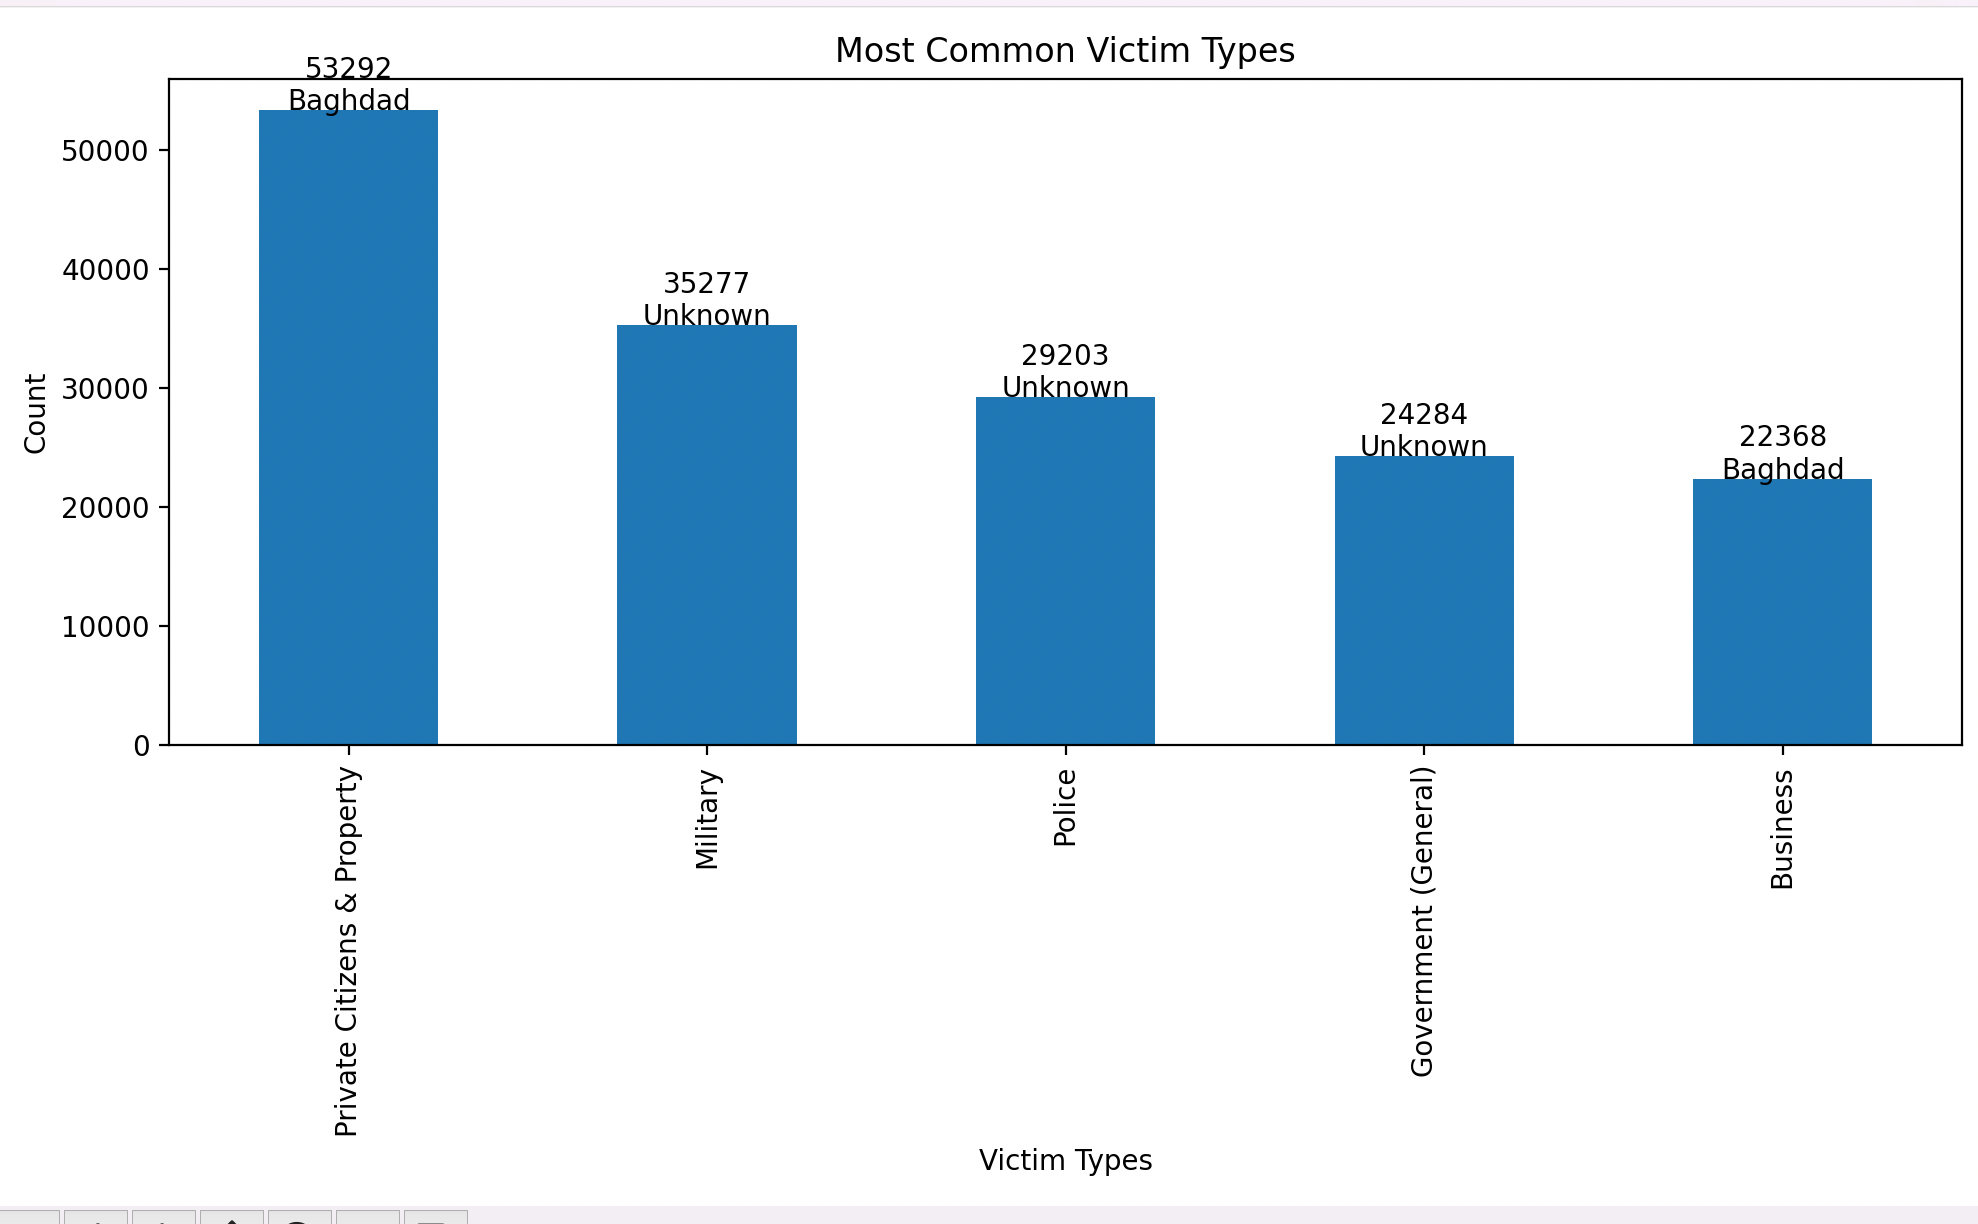 Most Common Victim Types
53292
Baghdad
35277
Unknown
29203
Unknown
24284
Unknown
22368
Baghdad
50000
40000
30000
20000
10000
0
Count
Private Citizens & Property
Military
Police
Government (General)
Business
Victim Types